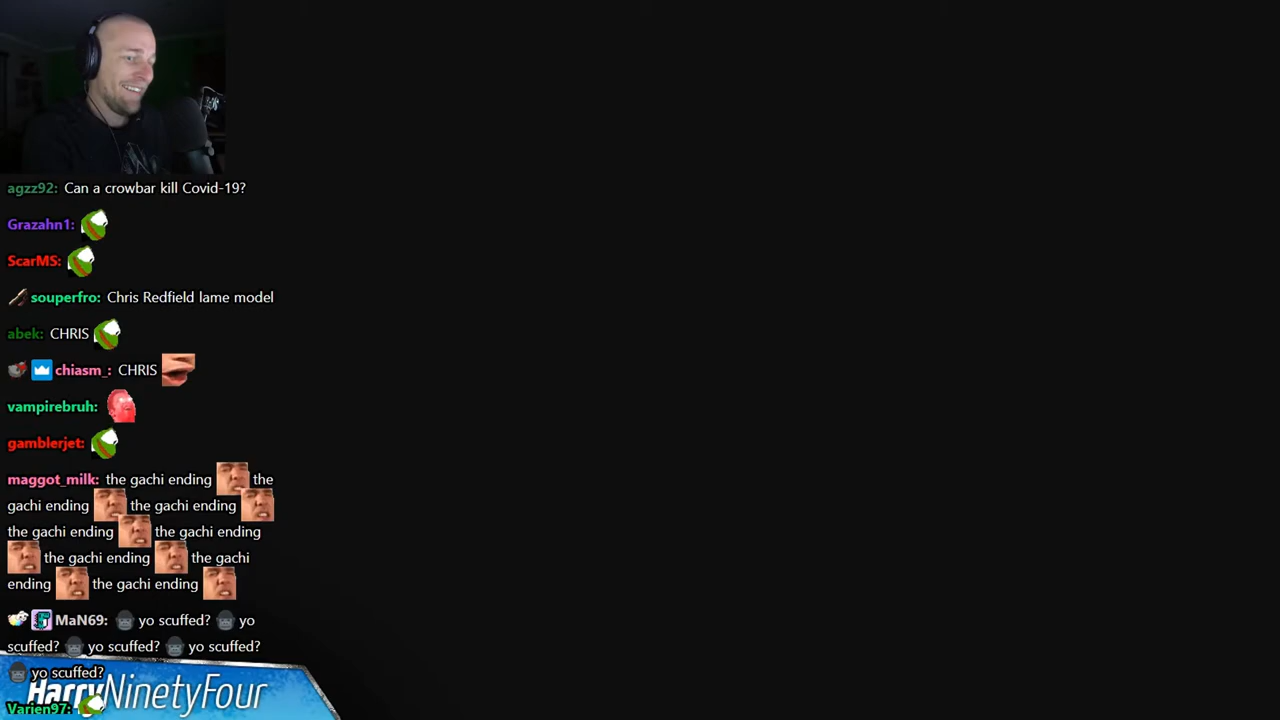 agzz92: Can a crowbar kill Covid-19?
Grazahn1:
ScarMS:
souperfro: Chris Redfield lame model
abek: CHRIS
chiasm_: CHRIS
vampirebruh:
gamblerjet:
maggot_milk: the gachi ending the
gachi ending the gachi ending
the gachi ending the gachi ending
the gachi ending the gachi
ending the gachi ending
MaN69: yo scuffed? yo
scuffed? yo scuffed? yo scuffed?
yo scuffed?
HarryNinetyFour
Varien97: